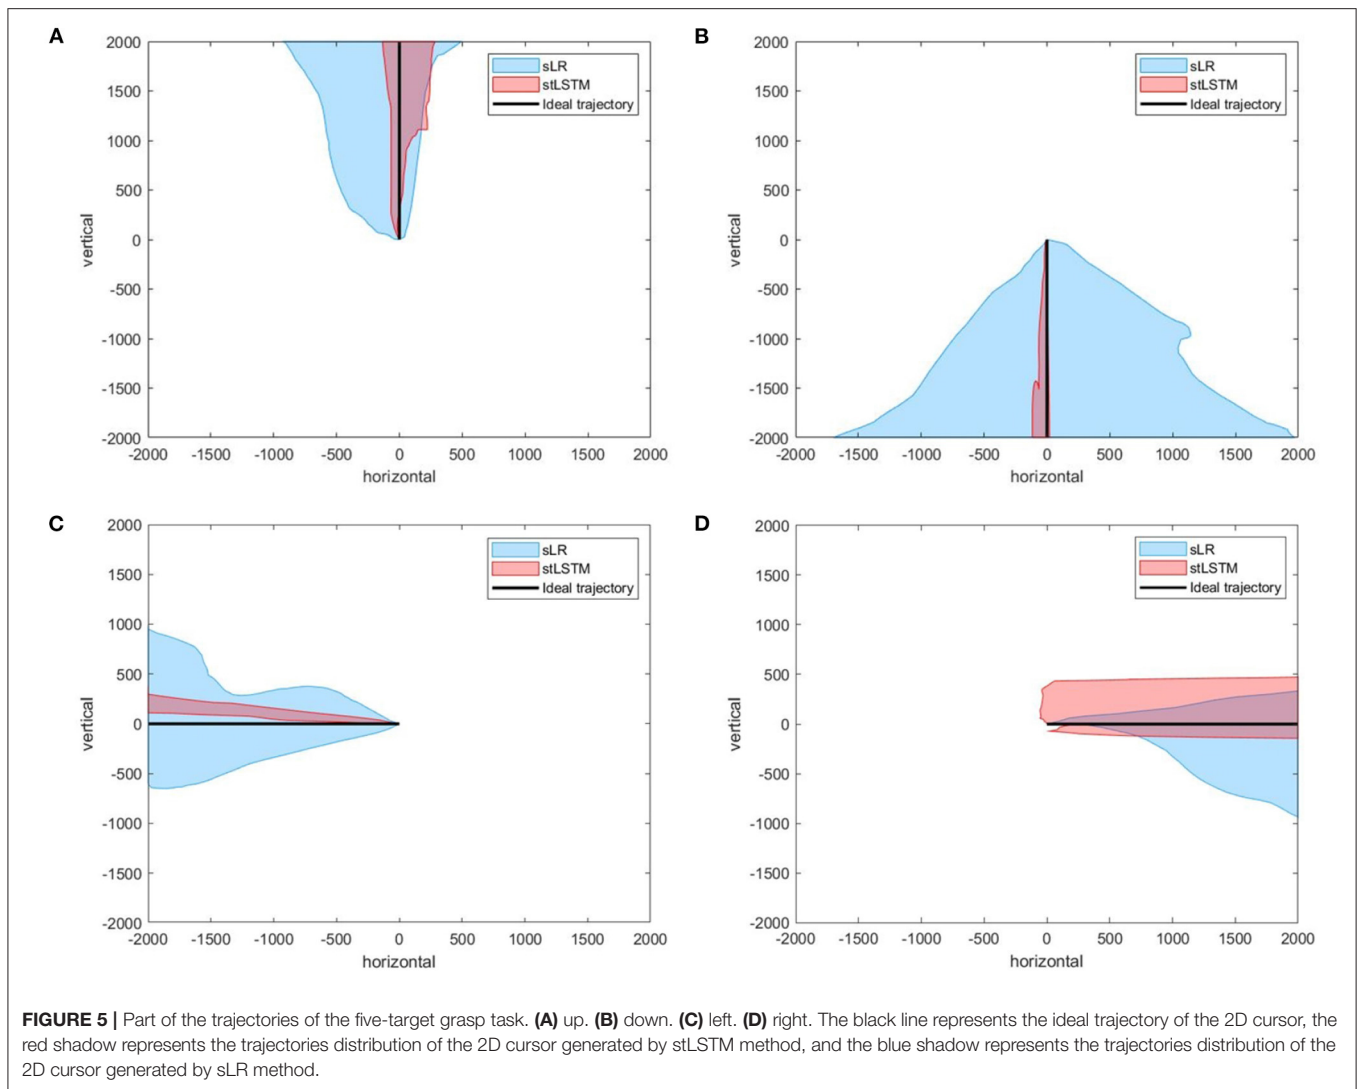 A
2000
1500
1000
500
0
-500
-1000
-1500
-2000
vertical
-2000 -1500 -1000 -500 0 500 1000 1500 2000
horizontal
sLR
stLSTM
Ideal trajectory
B
2000
1500
1000
500
0
-500
-1000
-1500
-2000
vertical
-2000 -1500 -1000 -500 0 500 1000 1500 2000
horizontal
sLR
stLSTM
Ideal trajectory
C
2000
1500
1000
500
0
-500
-1000
-1500
-2000
vertical
-2000 -1500 -1000 -500 0 500 1000 1500 2000
horizontal
sLR
stLSTM
Ideal trajectory
D
2000
1500
1000
500
0
-500
-1000
-1500
-2000
vertical
-2000 -1500 -1000 -500 0 500 1000 1500 2000
horizontal
sLR
stLSTM
Ideal trajectory
FIGURE 5 | Part of the trajectories of the five-target grasp task. (A) up. (B) down. (C) left. (D) right. The black line represents the ideal trajectory of the 2D cursor, the
red shadow represents the trajectories distribution of the 2D cursor generated by stLSTM method, and the blue shadow represents the trajectories distribution of the
2D cursor generated by sLR method.